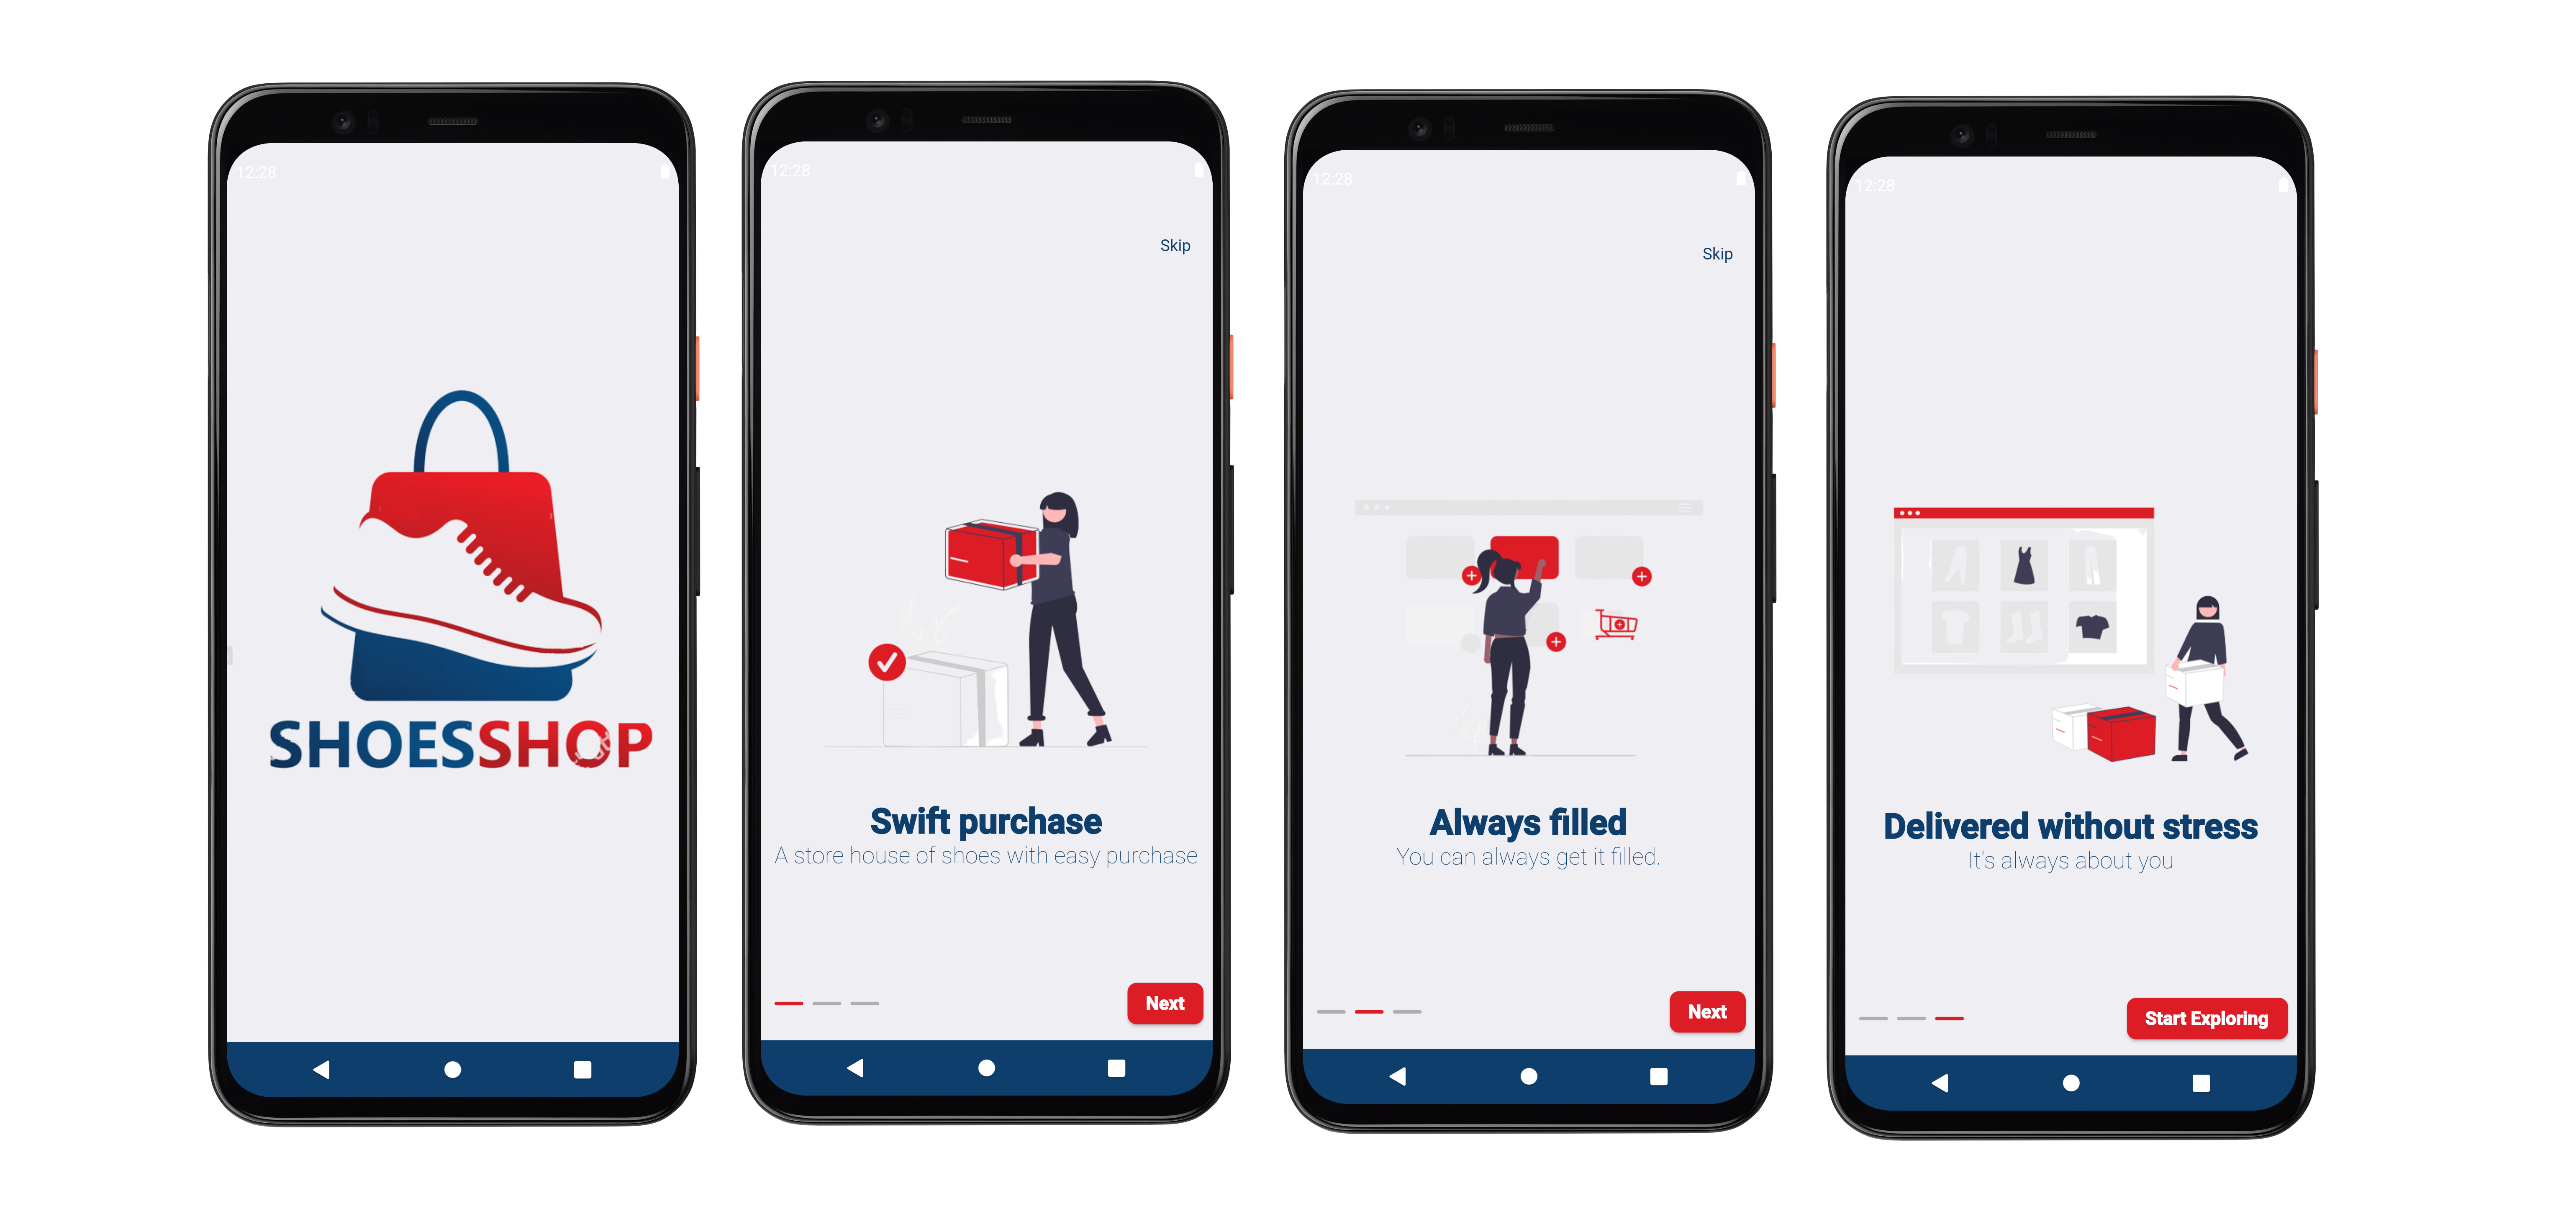 12:28
SHOESSHOP
12:28
Skip
Swift purchase
A store house of shoes with easy purchase
Next
12:28
Skip
Always filled
You can always get it filled.
Next
12:28
Delivered without stress
It's always about you
Start Exploring